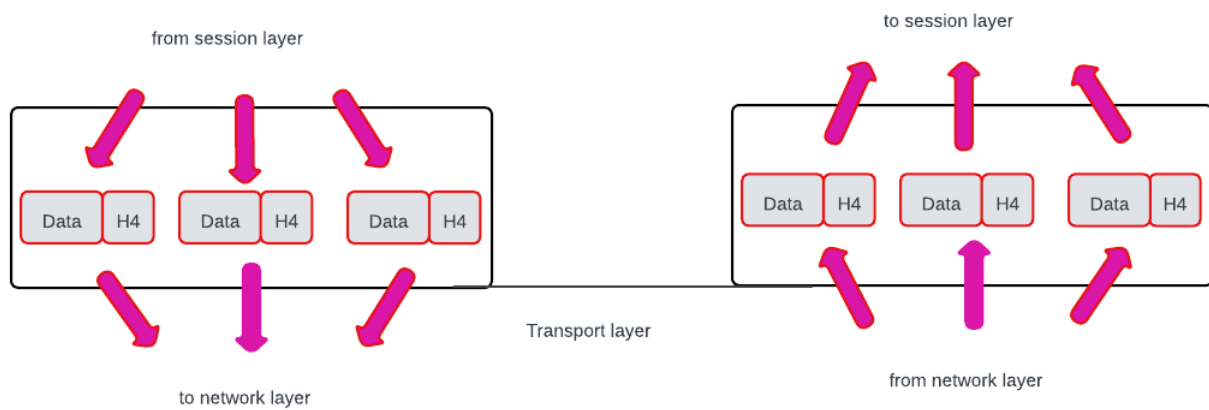 from session layer
to session layer
Data H4 Data H4 Data H4
Data H4 Data H4 Data H4
Transport layer
to network layer
from network layer